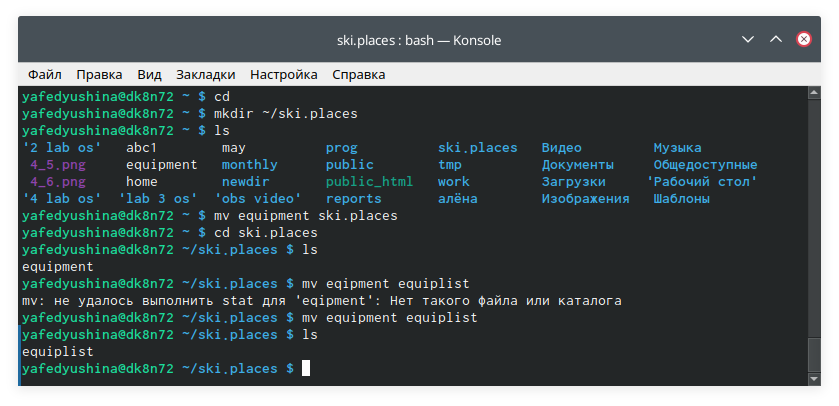 ski.places : bash — Konsole
Файл Правка Вид Закладки Настройка Справка
yafedyushina@dk8n72 ~ $ cd
yafedyushina@dk8n72 ~ $ mkdir ~/ski.places
yafedyushina@dk8n72 ~ $ ls
'2 lab os' abc1 may prog ski.places Видео Музыка
4_5.png equipment monthly public tmp Документы Общедоступные
4_6.png home newdir public_html work Загрузки 'Рабочий стол'
'4 lab os' 'lab 3 os' 'obs video' reports алёна Изображения Шаблоны
yafedyushina@dk8n72 ~ $ mv equipment ski.places
yafedyushina@dk8n72 ~ $ cd ski.places
yafedyushina@dk8n72 ~/ski.places $ ls
equipment
yafedyushina@dk8n72 ~/ski.places $ mv eqipment equiplist
mv: не удалось выполнить stat для 'eqipment': Нет такого файла или каталога
yafedyushina@dk8n72 ~/ski.places $ mv equipment equiplist
yafedyushina@dk8n72 ~/ski.places $ ls
equiplist
yafedyushina@dk8n72 ~/ski.places $